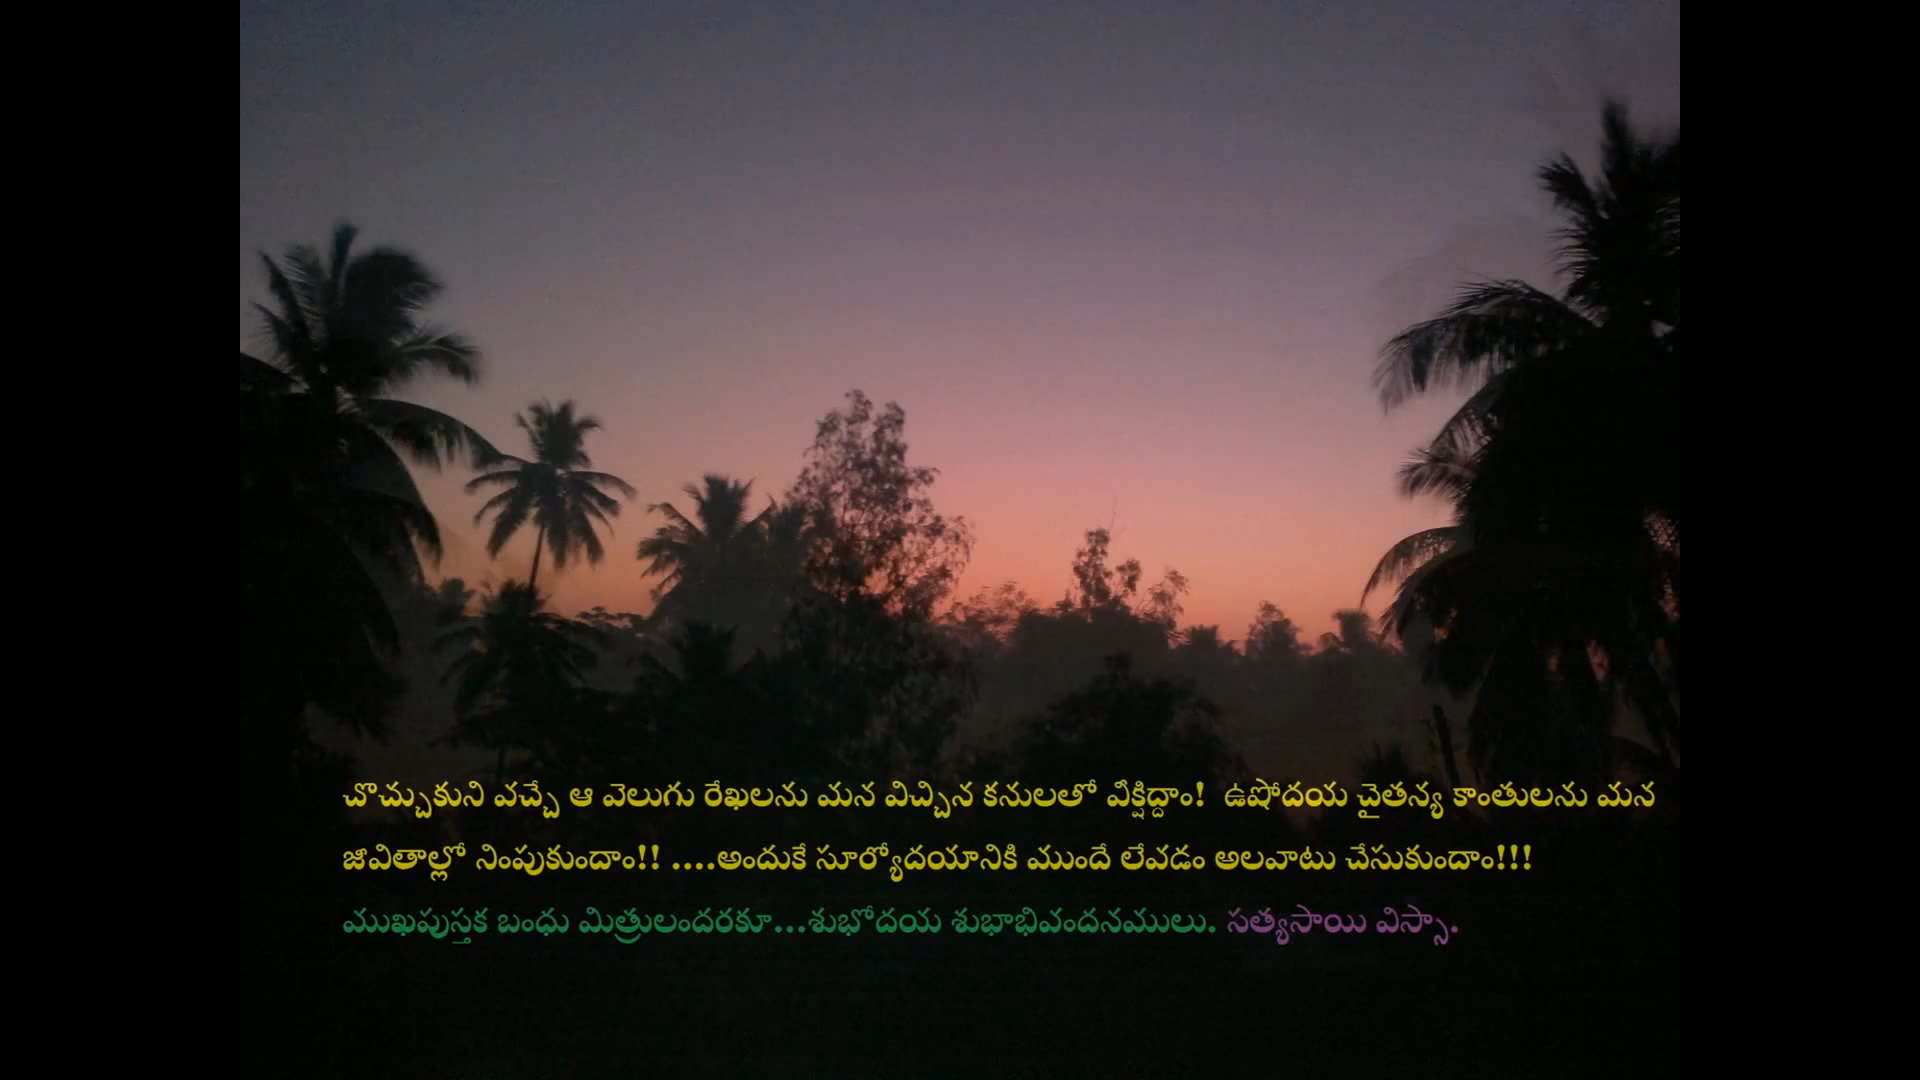 చొచ్చుకుని వచ్చే ఆ వెలుగు రేఖలను మన విచ్చిన కనులతో వీక్షిద్దాం!  ఉషోదయ చైతన్య కాంతులను మన
జీవితాల్లో నింపుకుందాం!! ....అందుకే సూర్యోదయానికి ముందే లేవడం అలవాటు చేసుకుందాం!!!
ముఖపుస్తక బంధు మిత్రులందరకూ...శుభోదయ శుభాభివందనములు. సత్యసాయి విస్సా.